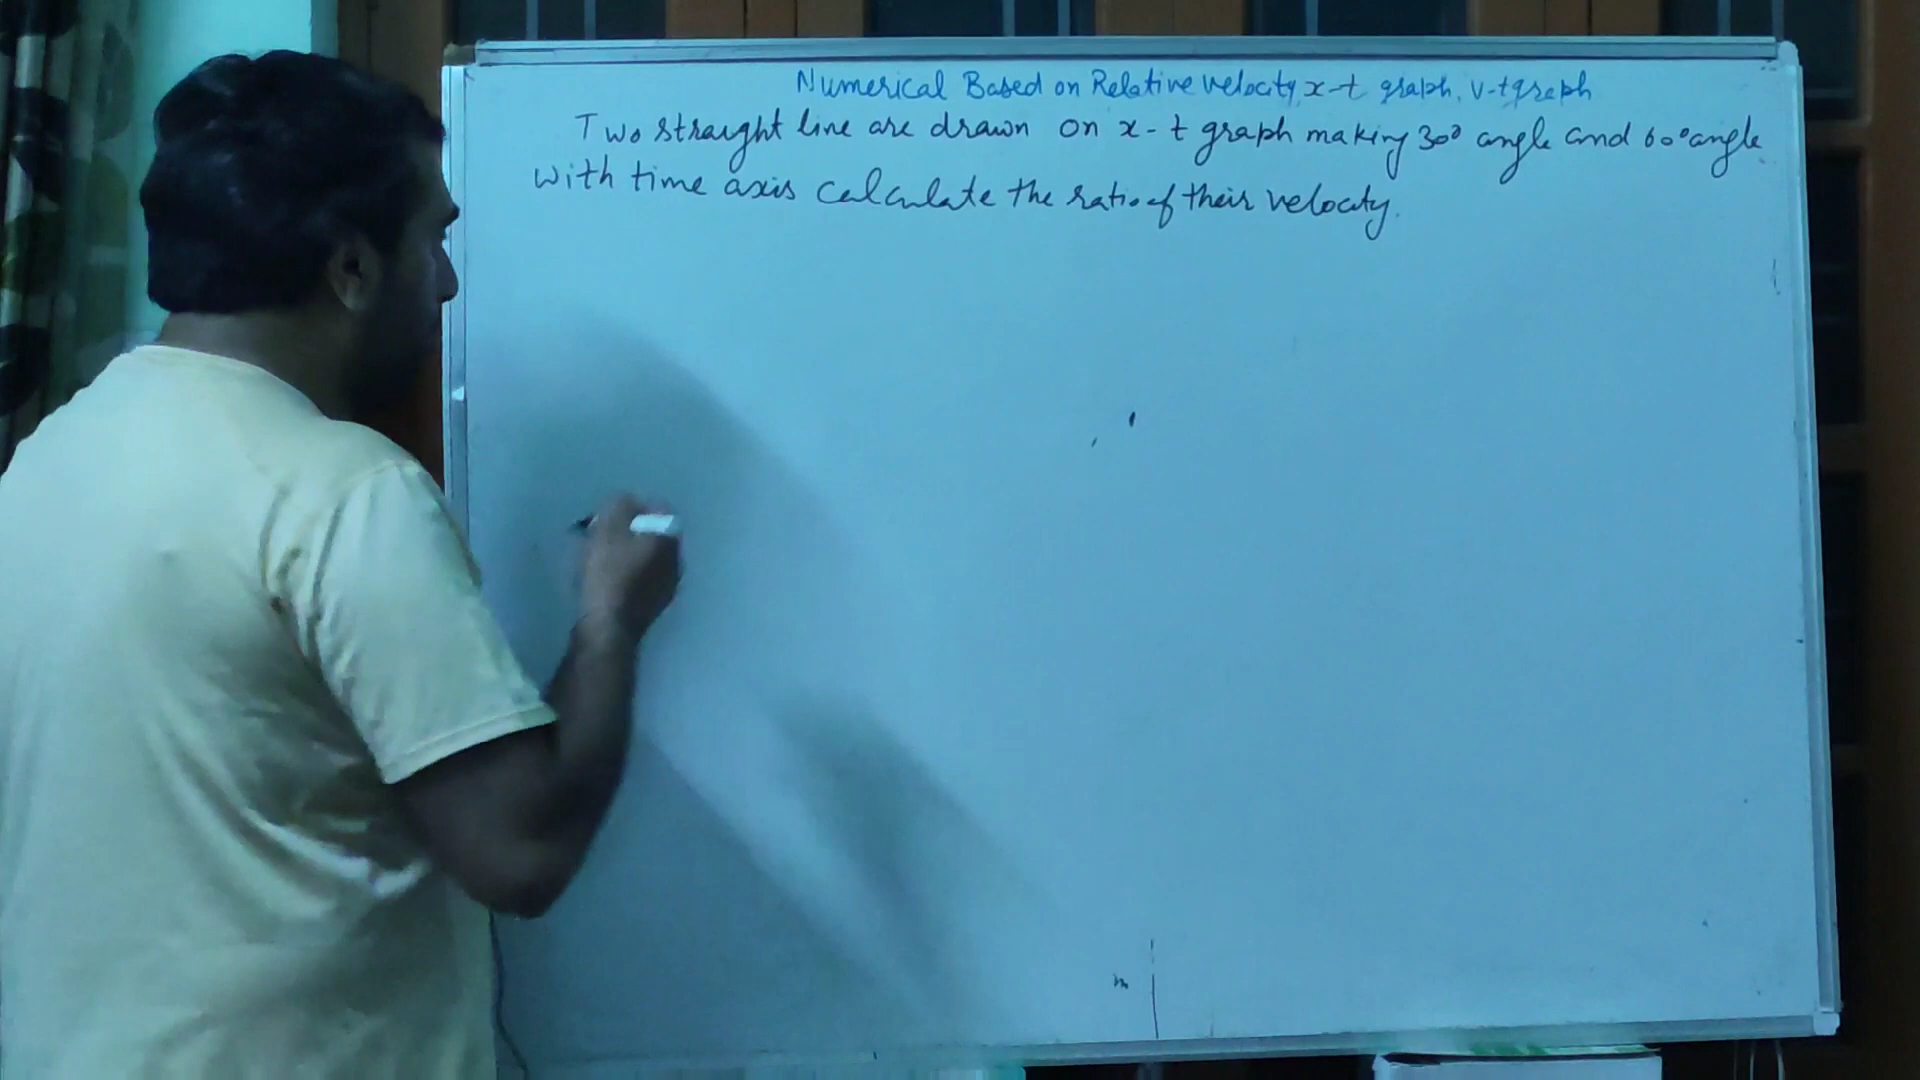 Numerical Based on Relative velocity, x-t graph, v-t graph
Two straight line are drawn on x-t graph making 30° angle and 60° angle
with time axis calculate the ratio of their velocity.